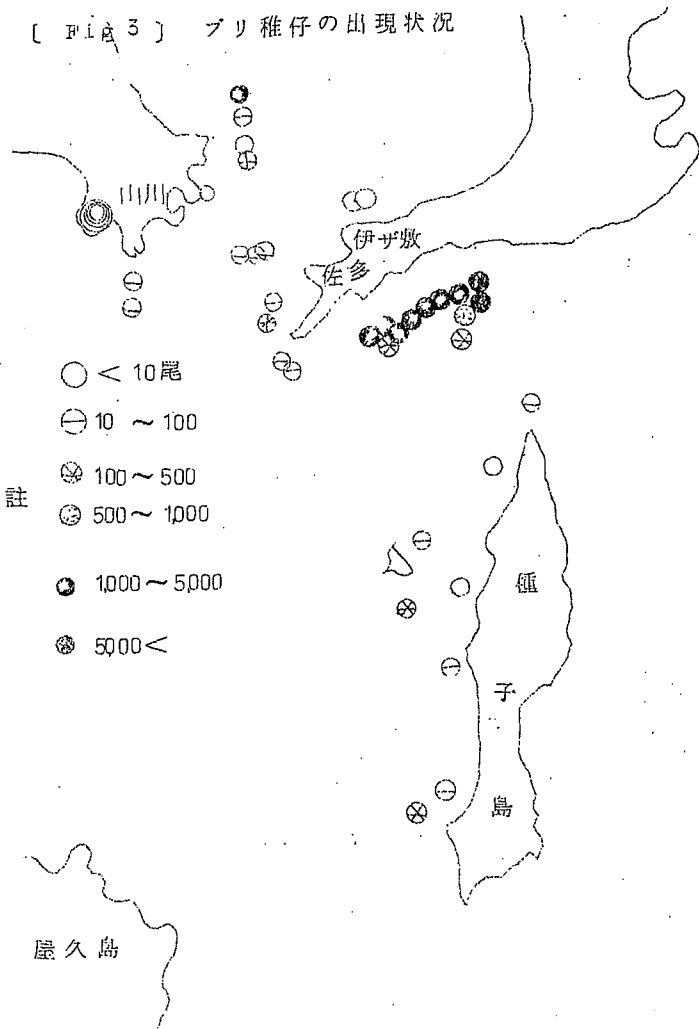 [ Fig 3 ] ブリ稚仔の出現状況
伊ザ敷
佐多
註
< 10尾
10 ~ 100
100 ~ 500
500 ~ 1,000
1,000 ~ 5,000
5,000 <
種
子
島
屋久島